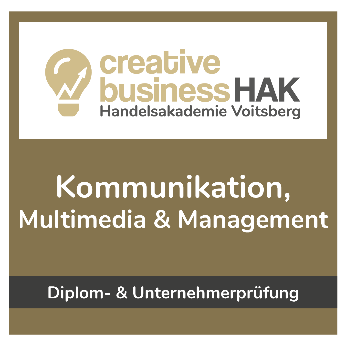 creative
business HAK
Handelsakademie Voitsberg
Kommunikation,
Multimedia & Management
Diplom- & Unternehmerprüfung